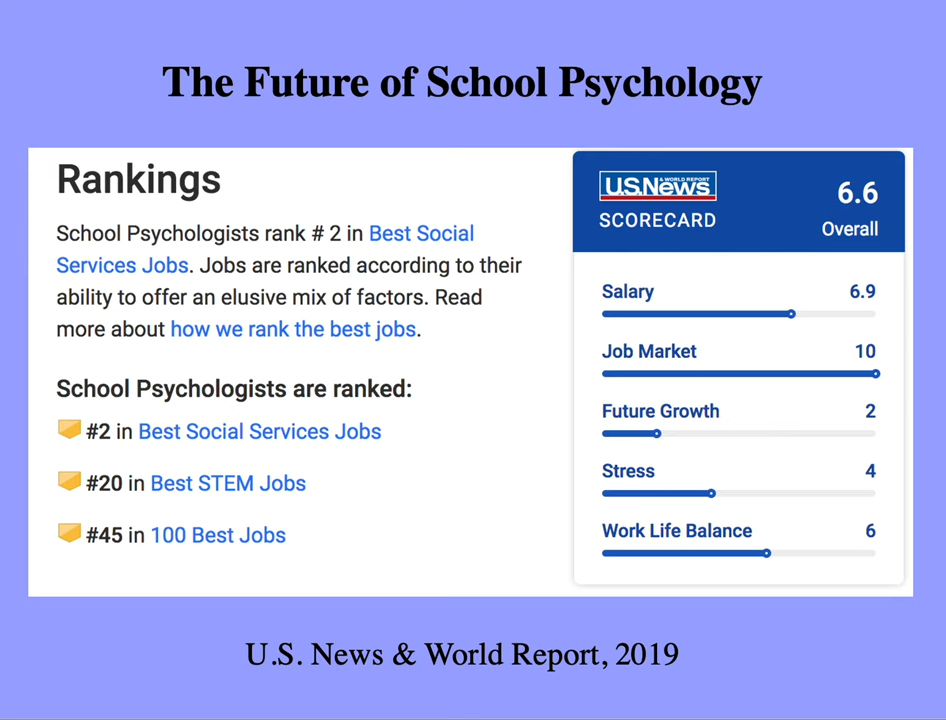 The Future of School Psychology
Rankings
School Psychologists rank # 2 in Best Social
Services Jobs. Jobs are ranked according to their
ability to offer an elusive mix of factors. Read
more about how we rank the best jobs.
School Psychologists are ranked:
#2 in Best Social Services Jobs
#20 in Best STEM Jobs
#45 in 100 Best Jobs
U.S.News & WORLD REPORT
SCORECARD
6.6
Overall
Salary 6.9
Job Market 10
Future Growth 2
Stress 4
Work Life Balance 6
U.S. News & World Report, 2019